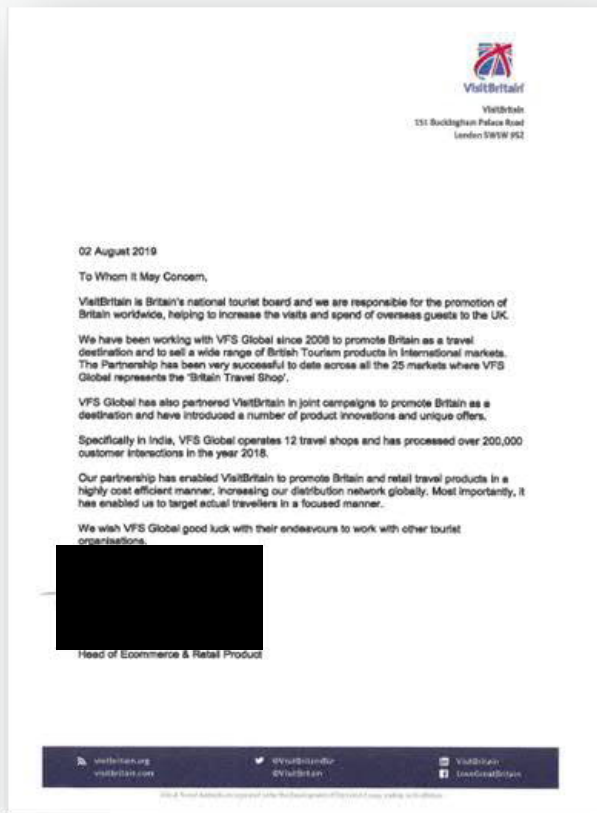 VisitBritain
VisitBritain
151 Buckingham Palace Road
London SW1W 9SZ
02 August 2019
To Whom It May Concern,
VisitBritain is Britain's national tourist board and we are responsible for the promotion of
Britain worldwide, helping to increase the visits and spend of overseas guests to the UK.
We have been working with VFS Global since 2008 to promote Britain as a travel
destination and to sell a wide range of British Tourism products in International markets.
The Partnership has been very successful to date across all the 25 markets where VFS
Global represents the 'Britain Travel Shop'.
VFS Global has also partnered VisitBritain in joint campaigns to promote Britain as a
destination and have introduced a number of product innovations and unique offers.
Specifically in India, VFS Global operates 12 travel shops and has processed over 200,000
customer interactions in the year 2018.
Our partnership has enabled VisitBritain to promote Britain and retail travel products in a
highly cost efficient manner, increasing our distribution network globally. Most importantly, it
has enabled us to target actual travellers in a focused manner.
We wish VFS Global good luck with their endeavours to work with other tourist
organisations.
Head of Ecommerce & Retail Product
visitbritain.org
visitbritain.com
@VisitBritainBiz
@VisitBritain
VisitBritain
LoveGreatBritain